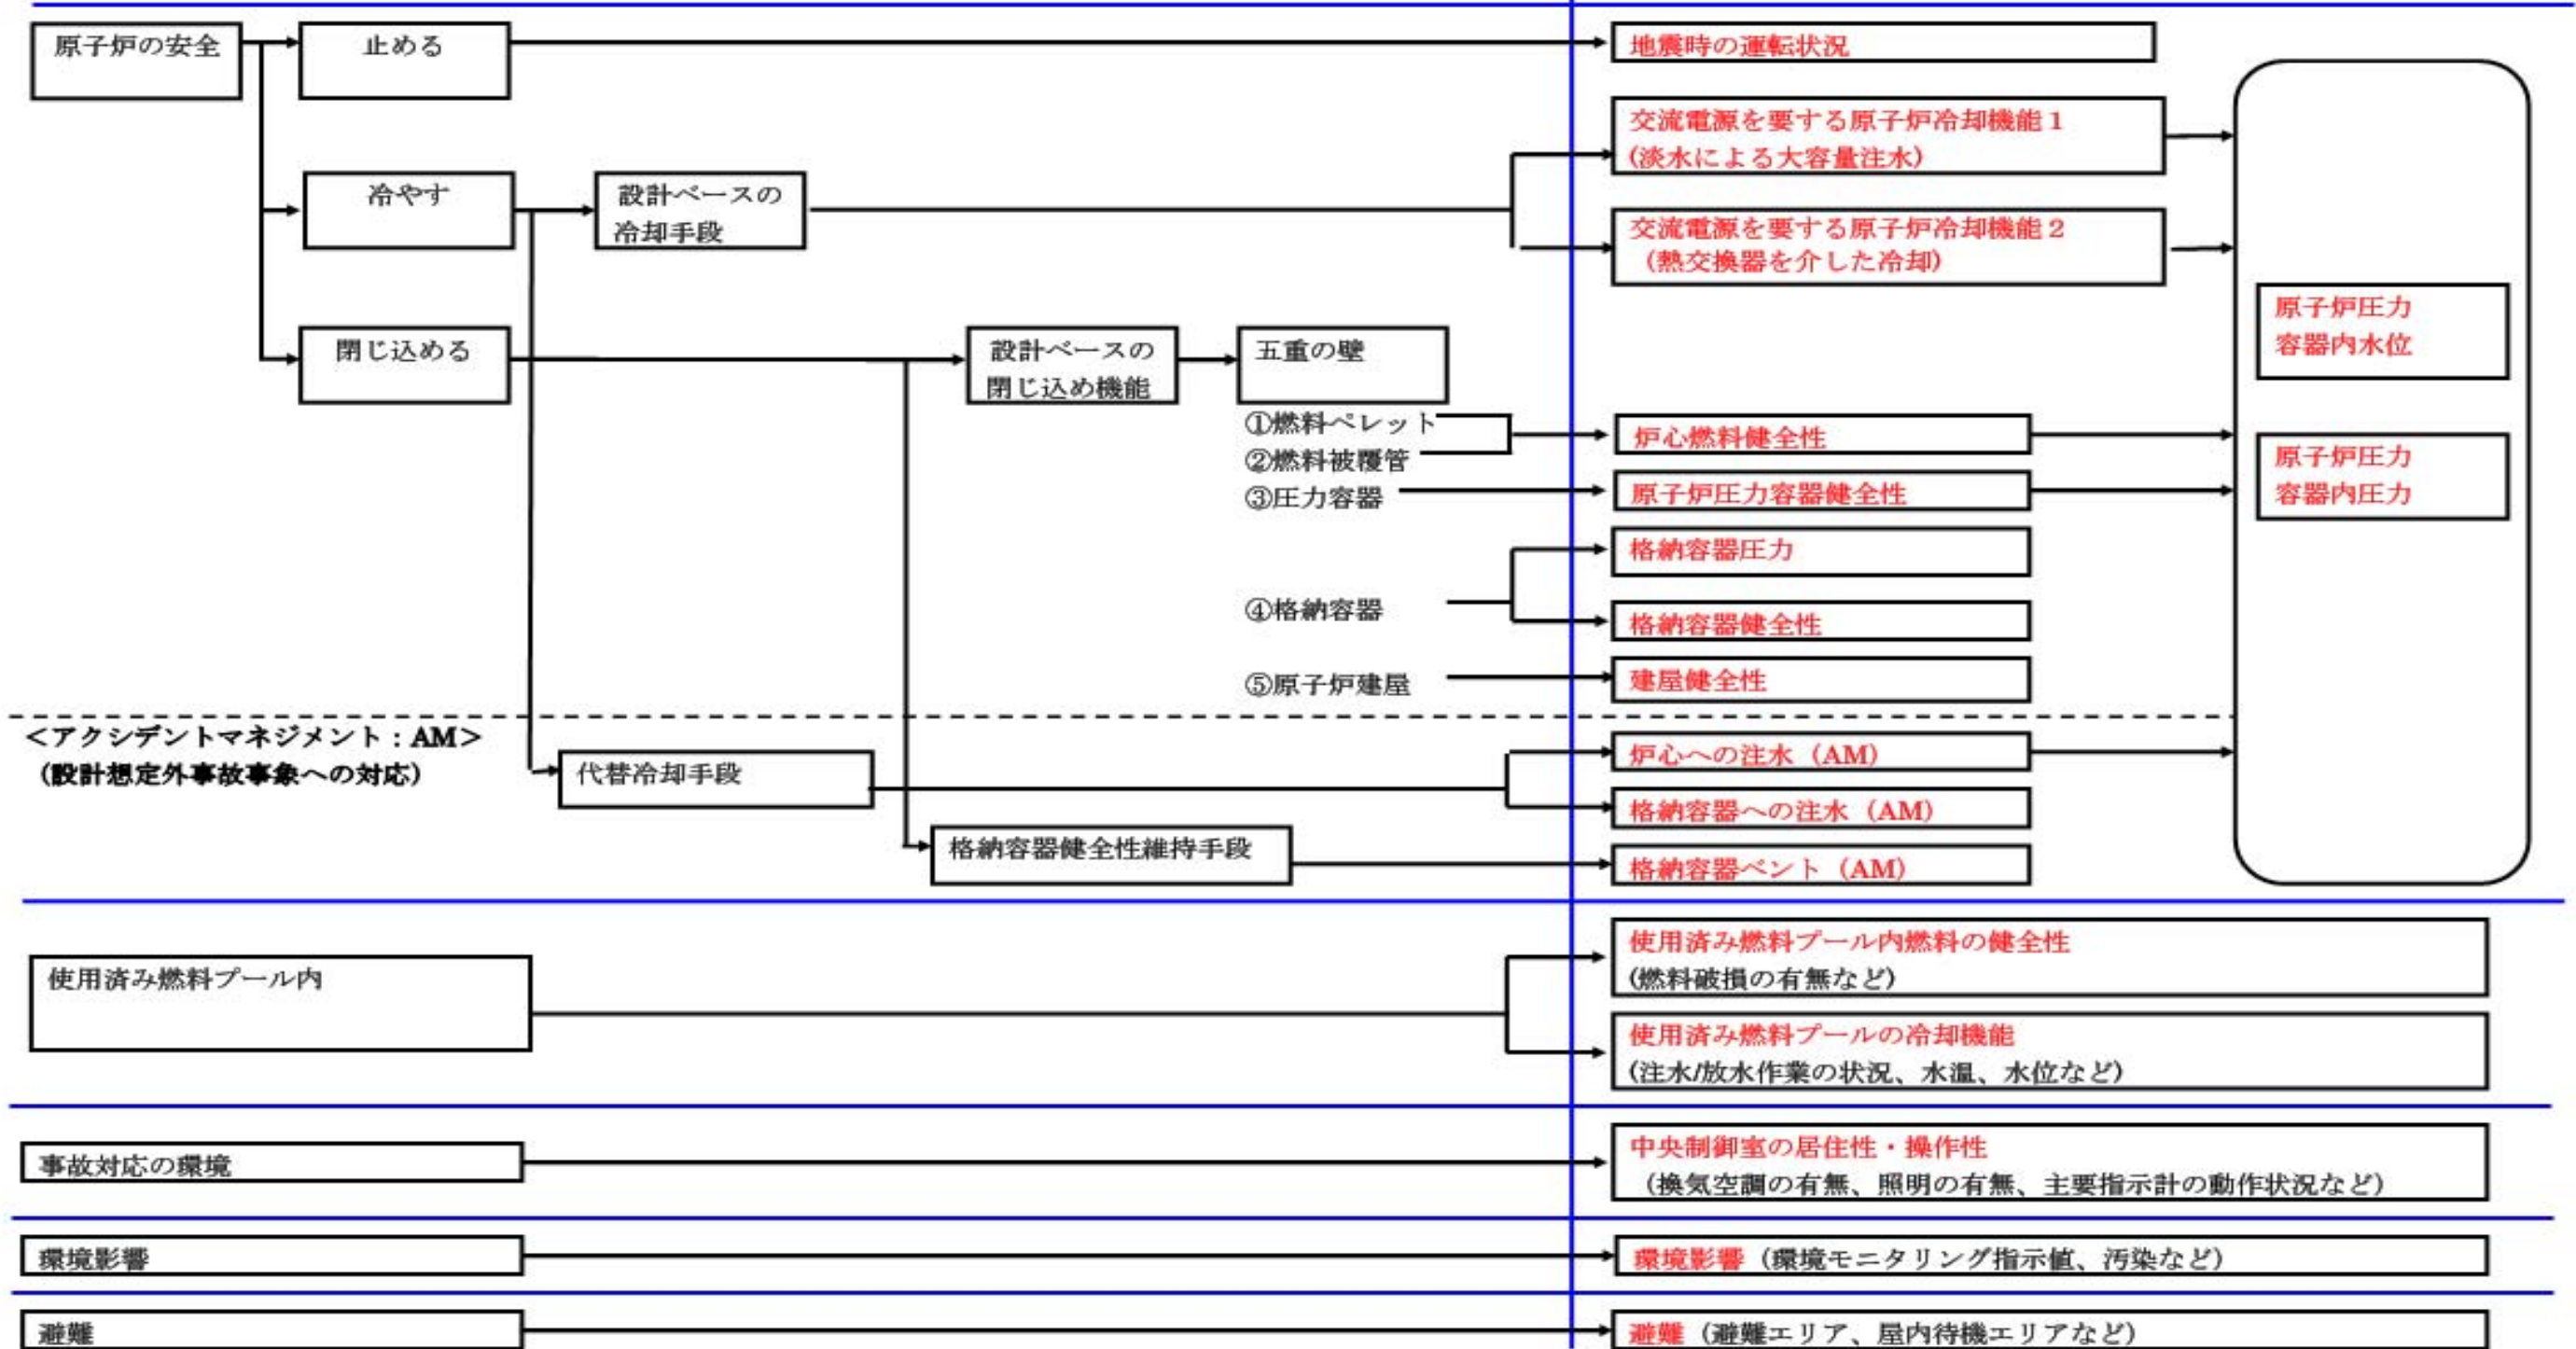 原子炉の安全
止める
地震時の運転状況
交流電源を要する原子炉冷却機能1
(淡水による大容量注水)
冷やす
設計ベースの
冷却手段
交流電源を要する原子炉冷却機能2
(熱交換器を介した冷却)
原子炉圧力
容器内水位
閉じ込める
設計ベースの
閉じ込め機能
五重の壁
①燃料ペレット
②燃料被覆管
③圧力容器
④格納容器
⑤原子炉建屋
炉心燃料健全性
原子炉圧力容器健全性
格納容器圧力
格納容器健全性
建屋健全性
原子炉圧力
容器内圧力
<アクシデントマネジメント:AM>
(設計想定外事故事象への対応)
代替冷却手段
炉心への注水(AM)
格納容器への注水(AM)
格納容器健全性維持手段
格納容器ベント(AM)
使用済み燃料プール内
使用済み燃料プール内燃料の健全性
(燃料破損の有無など)
使用済み燃料プールの冷却機能
(注水/放水作業の状況、水温、水位など)
事故対応の環境
中央制御室の居住性・操作性
(換気空調の有無、照明の有無、主要指示計の動作状況など)
環境影響
環境影響(環境モニタリング指示値、汚染など)
避難
避難(避難エリア、屋内待機エリアなど)